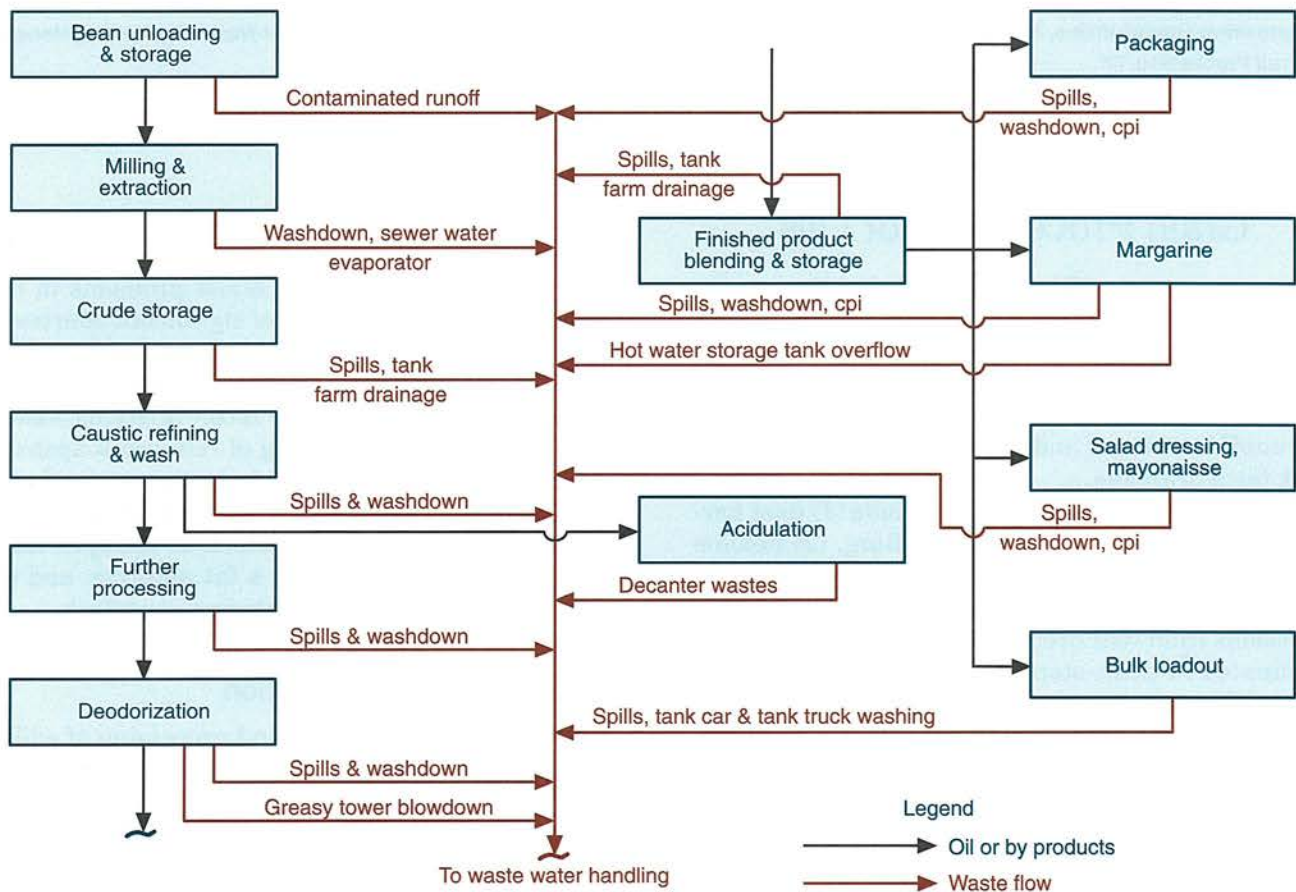 Bean unloading
& storage
Contaminated runoff
Milling &
extraction
Washdown, sewer water
evaporator
Crude storage
Spills, tank
farm drainage
Caustic refining
& wash
Spills & washdown
Further
processing
Spills & washdown
Deodorization
Spills & washdown
Greasy tower blowdown
To waste water handling
Spills, tank
farm drainage
Finished product
blending & storage
Acidulation
Decanter wastes
Packaging
Spills,
washdown, cpi
Margarine
Spills, washdown, cpi
Hot water storage tank overflow
Salad dressing,
mayonaisse
Spills,
washdown, cpi
Bulk loadout
Spills, tank car & tank truck washing
Legend
Oil or by products
Waste flow